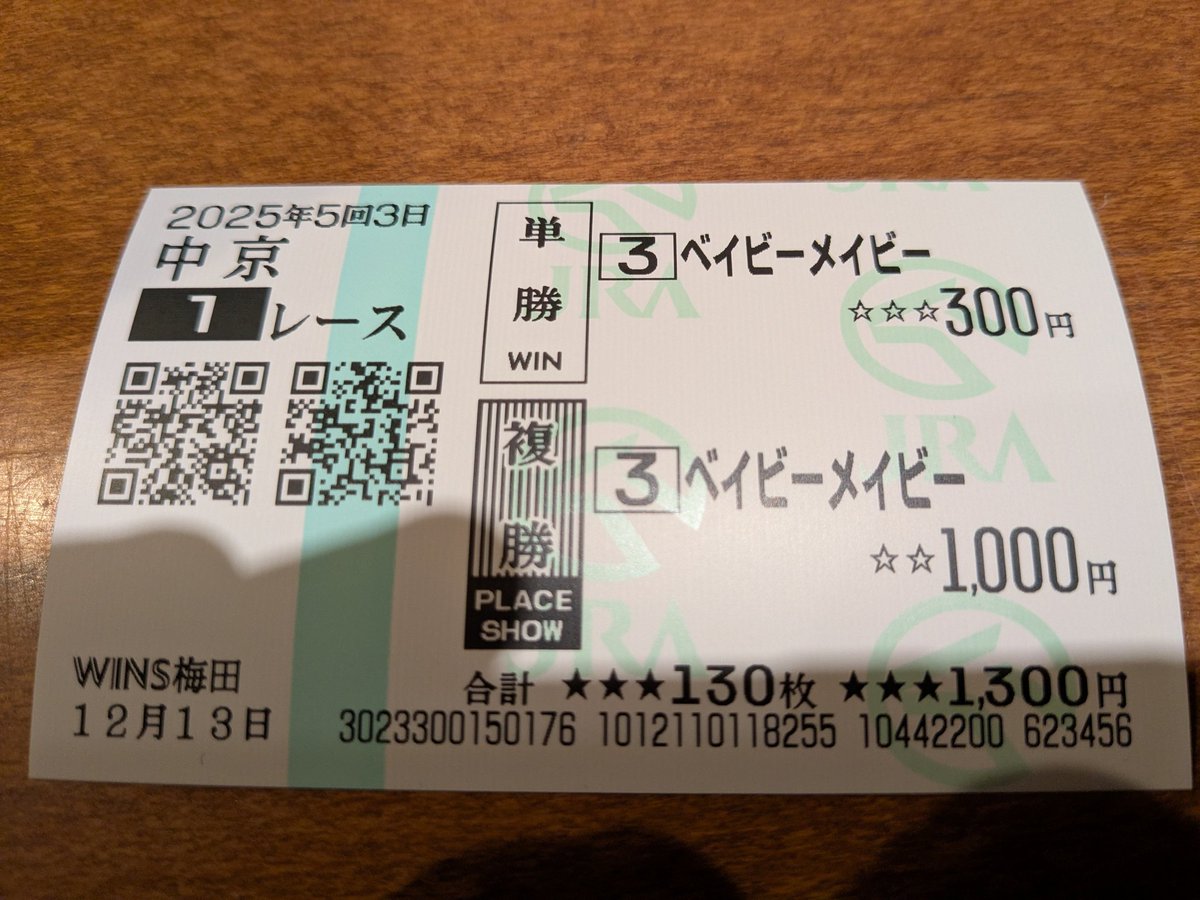 2025年5回3日
中京
1レース
WINS梅田
12月13日
単勝
WIN
3 ベイビーメイビー
☆☆☆300円
複勝
PLACE
SHOW
3 ベイビーメイビー
☆☆1,000円
合計 ★★★130枚 ★★★1,300円
3023300150176 1012110118255 10442200 623456
JRA
JRA
JRA
JRA